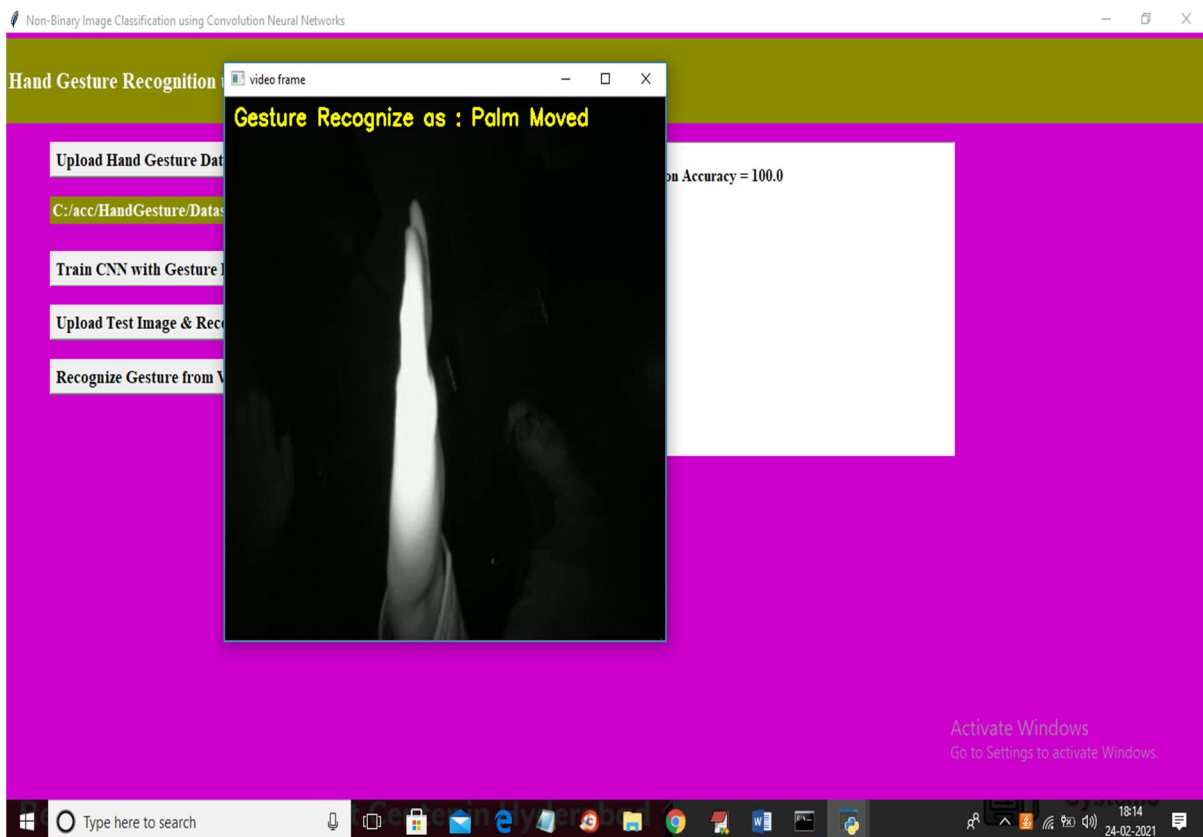 Non-Binary Image Classification using Convolution Neural Networks
Hand Gesture Recognition
video frame
Gesture Recognize as : Palm Moved
Upload Hand Gesture Dat
on Accuracy = 100.0
C:/acc/HandGesture/Datas
Train CNN with Gesture
Upload Test Image & Reco
Recognize Gesture from V
Activate Windows
Go to Settings to activate Windows.
Type here to search
18:14
24-02-2021